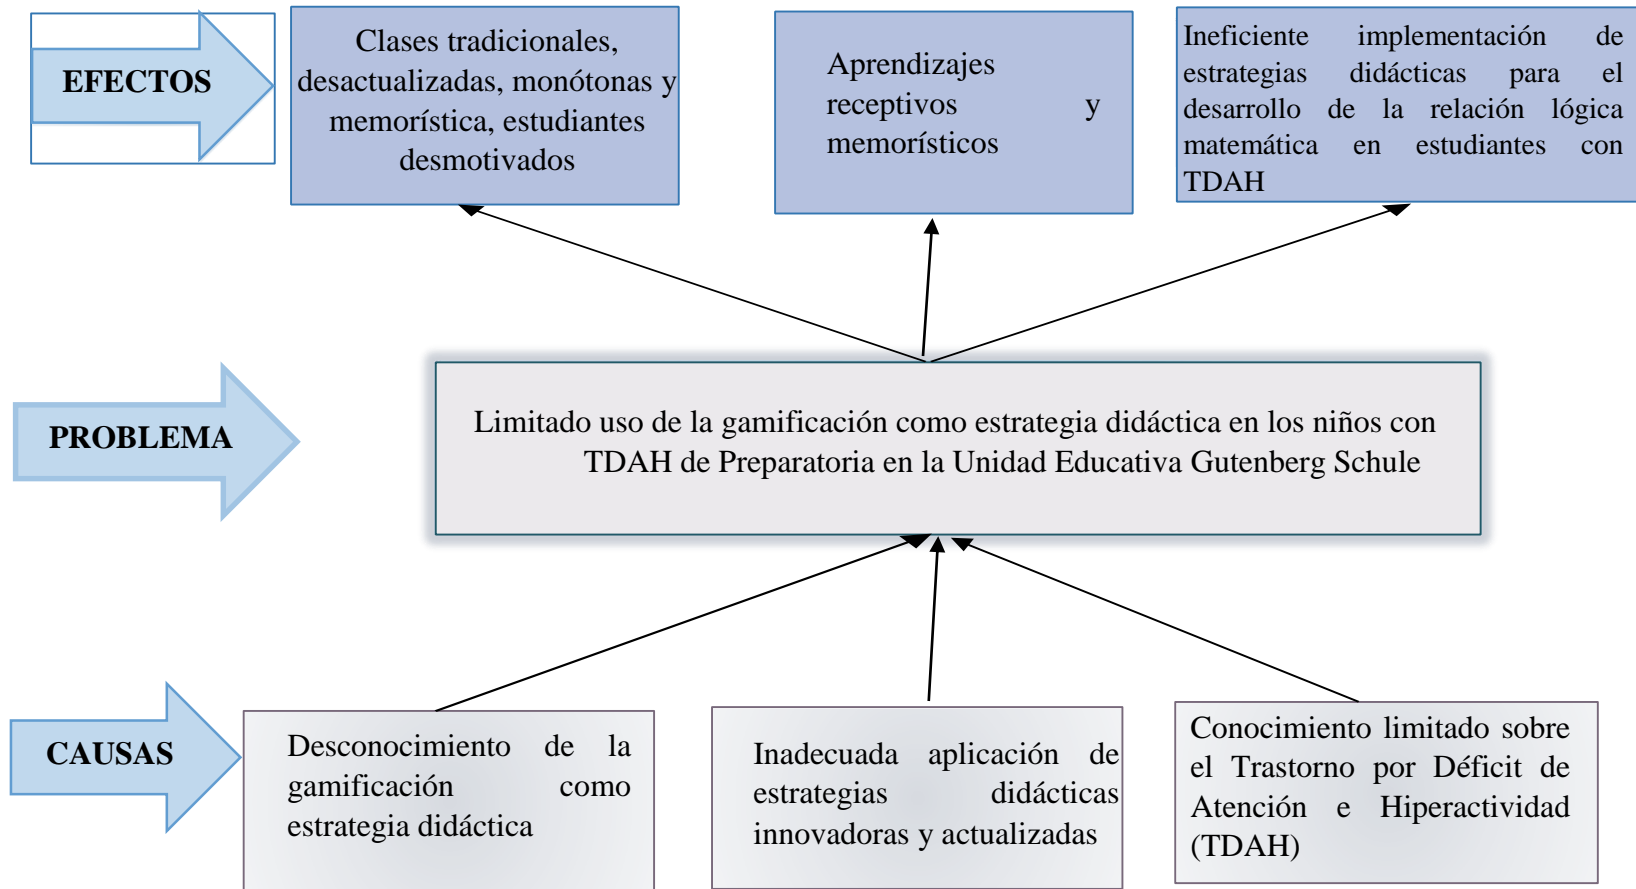 EFECTOS
Clases tradicionales,
desactualizadas, monótonas y
memorística, estudiantes
desmotivados
Aprendizajes
receptivos y
memorísticos
Ineficiente implementación de
estrategias didácticas para el
desarrollo de la relación lógica
matemática en estudiantes con
TDAH
PROBLEMA
Limitado uso de la gamificación como estrategia didáctica en los niños con
TDAH de Preparatoria en la Unidad Educativa Gutenberg Schule
CAUSAS
Desconocimiento de la
gamificación como
estrategia didáctica
Inadecuada aplicación de
estrategias didácticas
innovadoras y actualizadas
Conocimiento limitado sobre
el Trastorno por Déficit de
Atención e Hiperactividad
(TDAH)